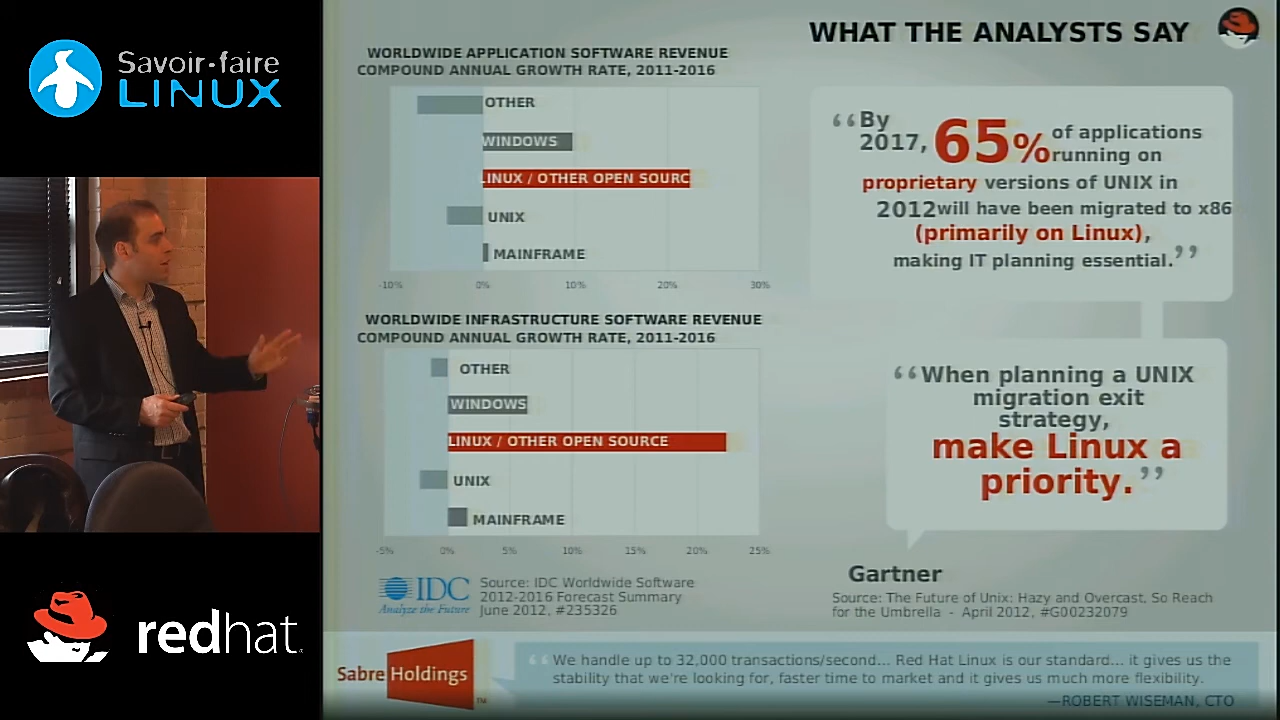 Savoir-faire
LINUX
redhat.
WHAT THE ANALYSTS SAY
WORLDWIDE APPLICATION SOFTWARE REVENUE
COMPOUND ANNUAL GROWTH RATE, 2011-2016
OTHER
WINDOWS
LINUX / OTHER OPEN SOURC
UNIX
MAINFRAME
-10% 0% 10% 20% 30%
WORLDWIDE INFRASTRUCTURE SOFTWARE REVENUE
COMPOUND ANNUAL GROWTH RATE, 2011-2016
OTHER
WINDOWS
LINUX / OTHER OPEN SOURCE
UNIX
MAINFRAME
-5% 0% 5% 10% 15% 20% 25%
IDC
Analyze the Future
Source: IDC Worldwide Software
2012-2016 Forecast Summary
June 2012, #235326
“By
2017, 65% of applications
running on
proprietary versions of UNIX in
2012 will have been migrated to x86
(primarily on Linux),
making IT planning essential.”
“When planning a UNIX
migration exit
strategy,
make Linux a
priority.”
Gartner
Source: The Future of Unix: Hazy and Overcast, So Reach
for the Umbrella - April 2012, #G00232079
Sabre Holdings™
“We handle up to 32,000 transactions/second... Red Hat Linux is our standard... it gives us the
stability that we're looking for, faster time to market and it gives us much more flexibility.
—ROBERT WISEMAN, CTO